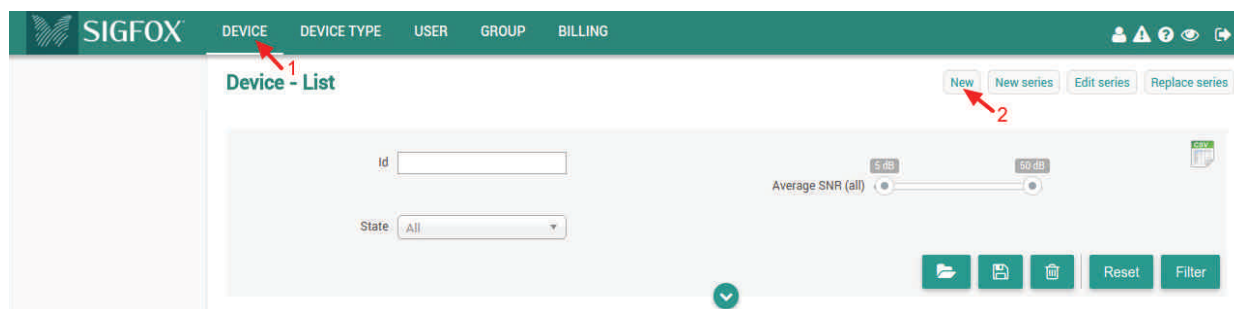 SIGFOX DEVICE DEVICE TYPE USER GROUP BILLING
1
Device - List
New New series Edit series Replace series
2
Id
5 dB 50 dB
Average SNR (all)
CSV
State All
Reset Filter